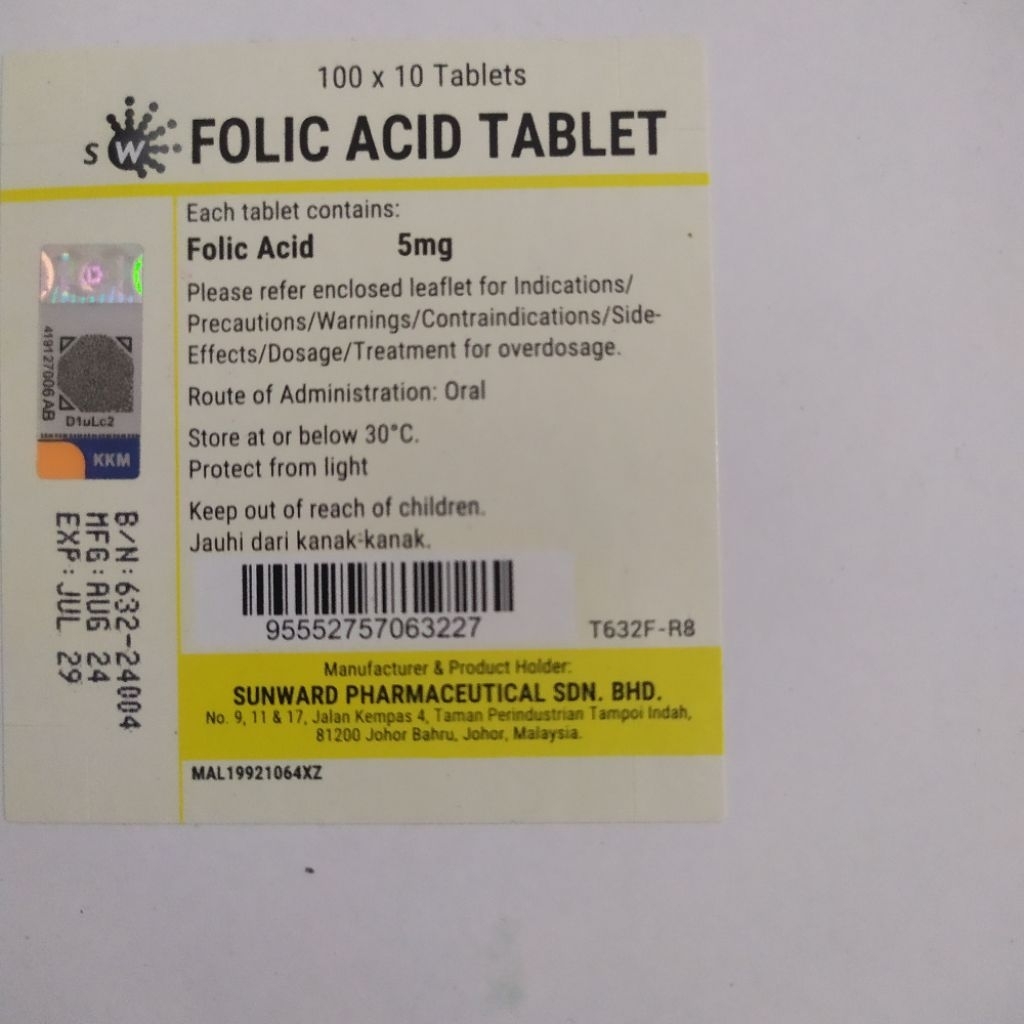 100 x 10 Tablets
SW FOLIC ACID TABLET
Each tablet contains:
Folic Acid 5mg
Please refer enclosed leaflet for Indications/
Precautions/Warnings/Contraindications/Side-
Effects/Dosage/Treatment for overdosage.
Route of Administration: Oral
Store at or below 30°C.
Protect from light
Keep out of reach of children.
Jauhi dari kanak-kanak.
95552757063227
T632F-R8
Manufacturer & Product Holder:
SUNWARD PHARMACEUTICAL SDN. BHD.
No. 9, 11 & 17, Jalan Kempas 4, Taman Perindustrian Tampoi Indah,
81200 Johor Bahru, Johor, Malaysia.
MAL19921064XZ
419127006 AB
D1uLc2
KKM
B/N:632-24004
MFG:AUG 24
EXP:JUL 29